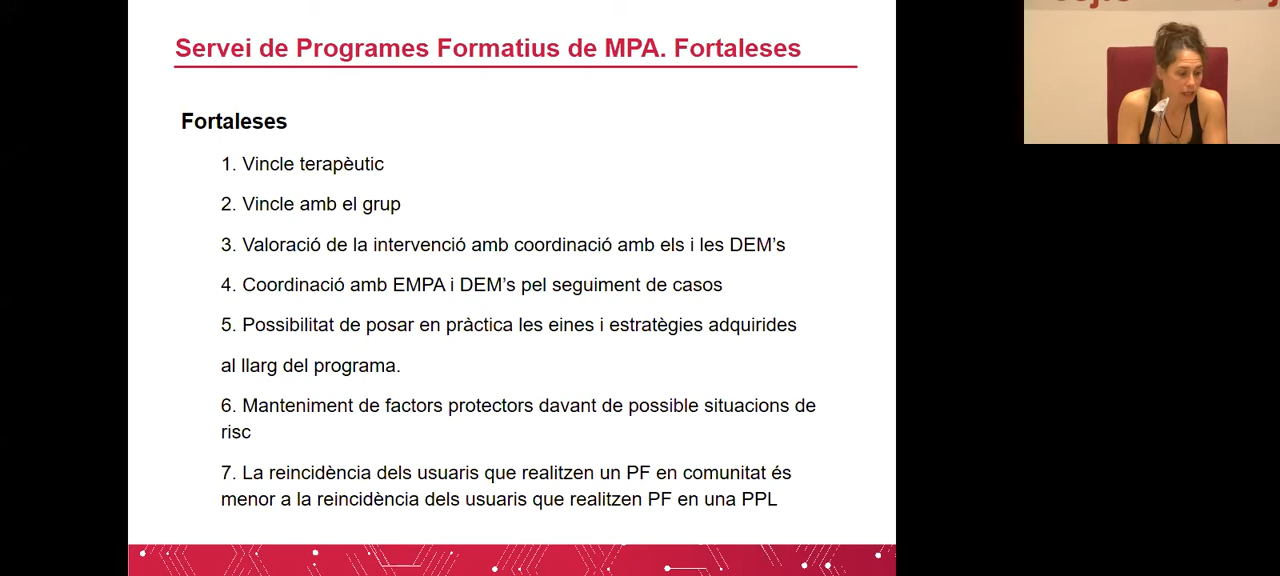 Servei de Programes Formatius de MPA. Fortaleses
Fortaleses
1. Vincle terapèutic
2. Vincle amb el grup
3. Valoració de la intervenció amb coordinació amb els i les DEM’s
4. Coordinació amb EMPA i DEM’s pel seguiment de casos
5. Possibilitat de posar en pràctica les eines i estratègies adquirides
al llarg del programa.
6. Manteniment de factors protectors davant de possible situacions de
risc
7. La reincidència dels usuaris que realitzen un PF en comunitat és
menor a la reincidència dels usuaris que realitzen PF en una PPL